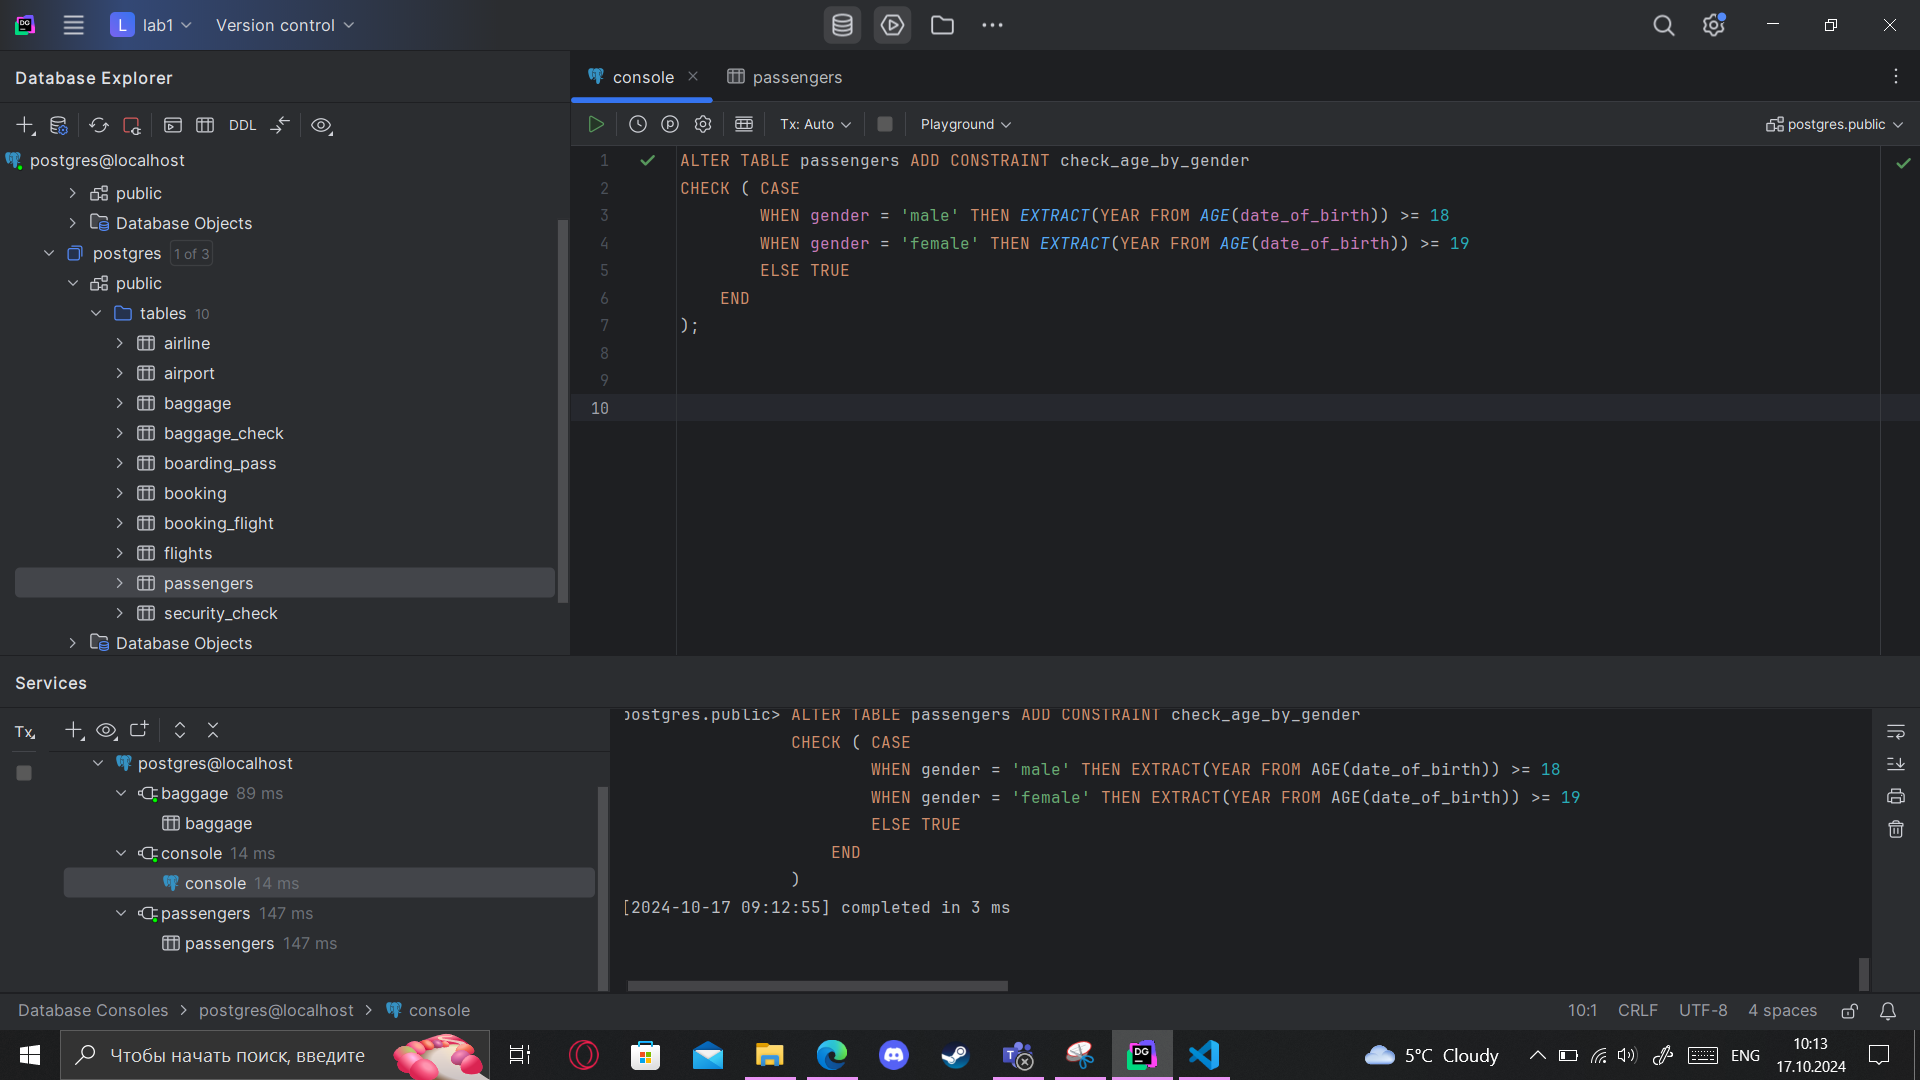 L lab1 Version control
Database Explorer
console passengers
DDL
Tx: Auto Playground postgres.public
postgres@localhost
public
Database Objects
postgres 1 of 3
public
tables 10
airline
airport
baggage
baggage_check
boarding_pass
booking
booking_flight
flights
passengers
security_check
Database Objects
1 ALTER TABLE passengers ADD CONSTRAINT check_age_by_gender
2 CHECK ( CASE
3 WHEN gender = 'male' THEN EXTRACT(YEAR FROM AGE(date_of_birth)) >= 18
4 WHEN gender = 'female' THEN EXTRACT(YEAR FROM AGE(date_of_birth)) >= 19
5 ELSE TRUE
6 END
7 );
8
9
10
Services
Tx
postgres@localhost
baggage 89 ms
baggage
console 14 ms
console 14 ms
passengers 147 ms
passengers 147 ms
postgres.public> ALTER TABLE passengers ADD CONSTRAINT check_age_by_gender
CHECK ( CASE
WHEN gender = 'male' THEN EXTRACT(YEAR FROM AGE(date_of_birth)) >= 18
WHEN gender = 'female' THEN EXTRACT(YEAR FROM AGE(date_of_birth)) >= 19
ELSE TRUE
END
)
[2024-10-17 09:12:55] completed in 3 ms
Database Consoles > postgres@localhost > console
10:1 CRLF UTF-8 4 spaces
Чтобы начать поиск, введите
5°C Cloudy
ENG
10:13
17.10.2024